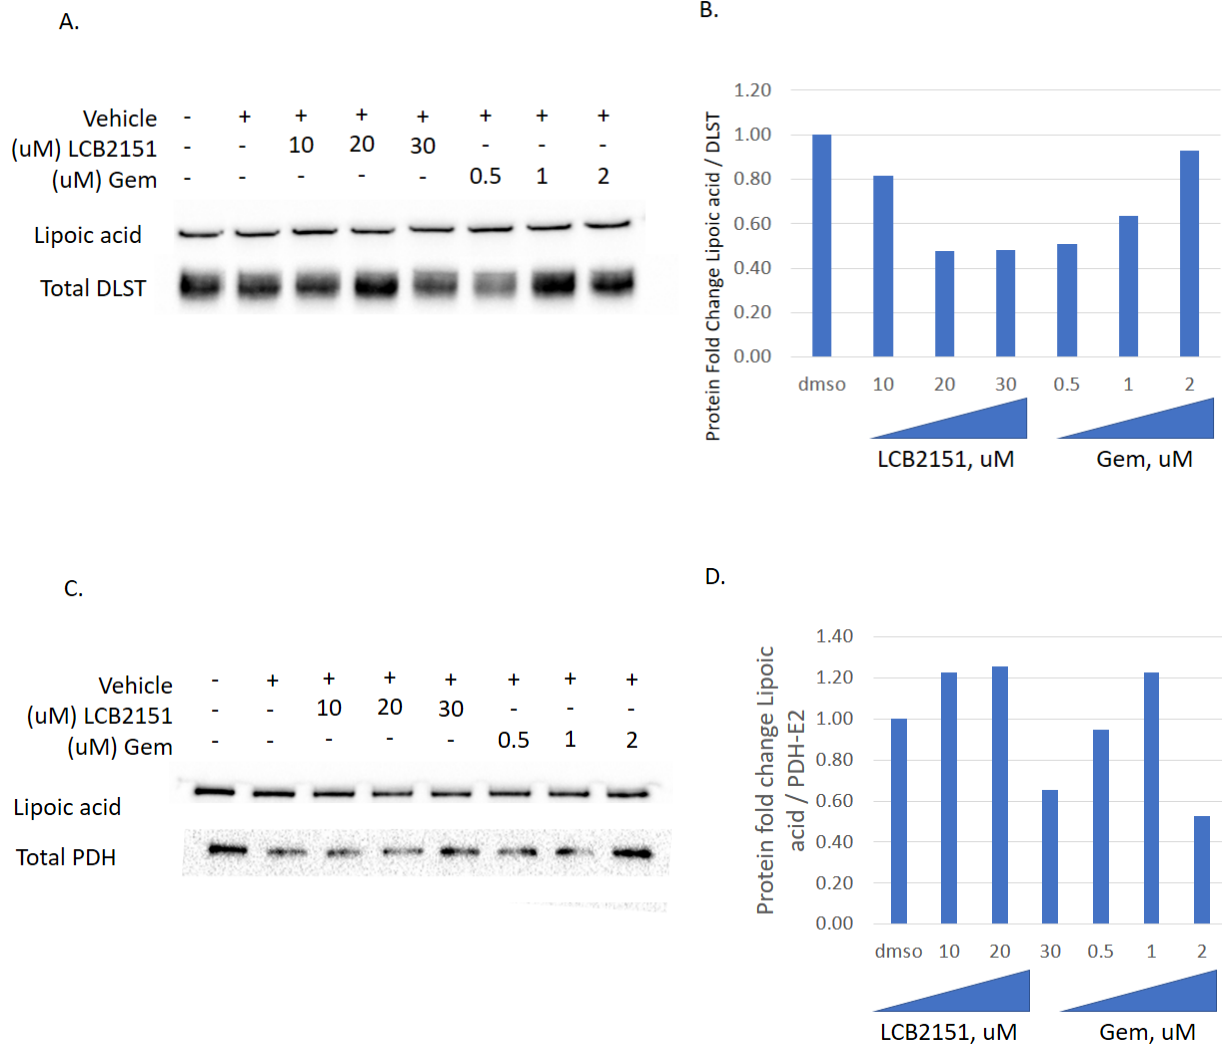 A.
Vehicle - + + + + + + +
(uM) LCB2151 - - 10 20 30 - - -
(uM) Gem - - - - - 0.5 1 2
Lipoic acid
Total DLST
B.
Protein Fold Change Lipoic acid / DLST
1.20
1.00
0.80
0.60
0.40
0.20
0.00
dmso 10 20 30 0.5 1 2
LCB2151, uM Gem, uM
C.
Vehicle - + + + + + + +
(uM) LCB2151 - - 10 20 30 - - -
(uM) Gem - - - - - 0.5 1 2
Lipoic acid
Total PDH
D.
Protein fold change Lipoic
acid / PDH-E2
1.40
1.20
1.00
0.80
0.60
0.40
0.20
0.00
dmso 10 20 30 0.5 1 2
LCB2151, uM Gem, uM